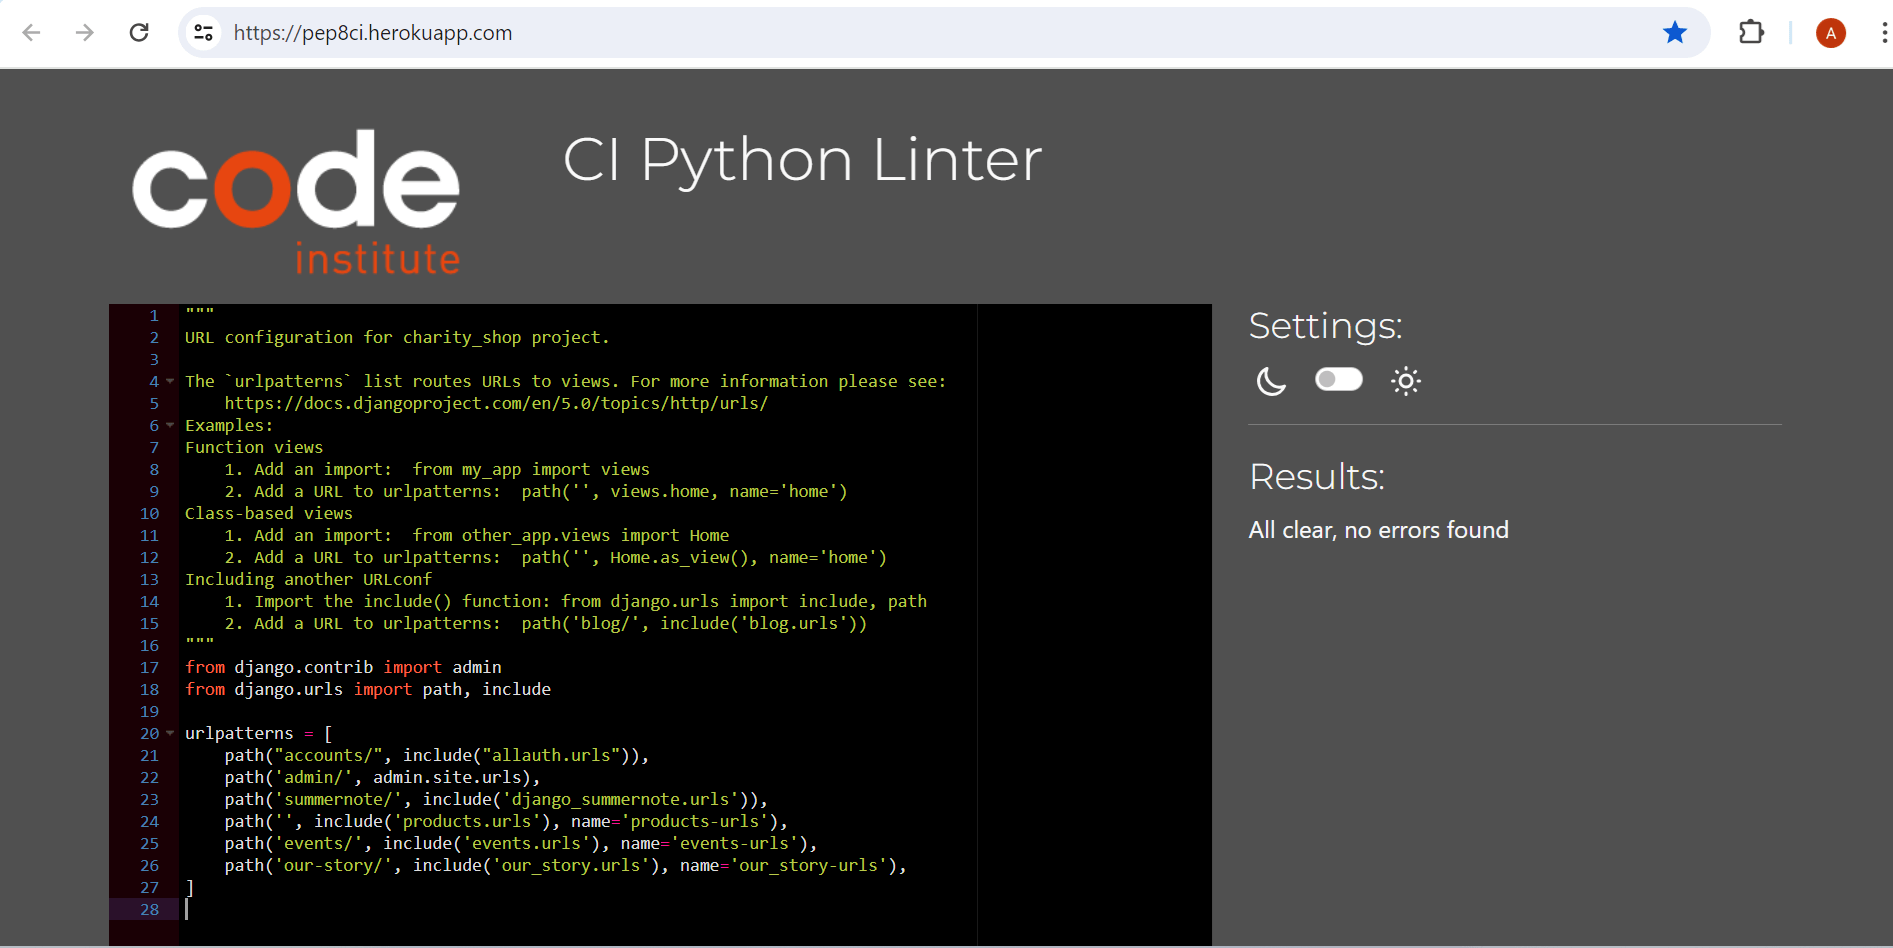 https://pep8ci.herokuapp.com
A
code
institute
CI Python Linter
1 """
2 URL configuration for charity_shop project.
3
4 The `urlpatterns` list routes URLs to views. For more information please see:
5     https://docs.djangoproject.com/en/5.0/topics/http/urls/
6 Examples:
7 Function views
8     1. Add an import:  from my_app import views
9     2. Add a URL to urlpatterns:  path('', views.home, name='home')
10 Class-based views
11     1. Add an import:  from other_app.views import Home
12     2. Add a URL to urlpatterns:  path('', Home.as_view(), name='home')
13 Including another URLconf
14     1. Import the include() function: from django.urls import include, path
15     2. Add a URL to urlpatterns:  path('blog/', include('blog.urls'))
16 """
17 from django.contrib import admin
18 from django.urls import path, include
19
20 urlpatterns = [
21     path("accounts/", include("allauth.urls")),
22     path('admin/', admin.site.urls),
23     path('summernote/', include('django_summernote.urls')),
24     path('', include('products.urls'), name='products-urls'),
25     path('events/', include('events.urls'), name='events-urls'),
26     path('our-story/', include('our_story.urls'), name='our_story-urls'),
27 ]
28
Settings:
Results:
All clear, no errors found